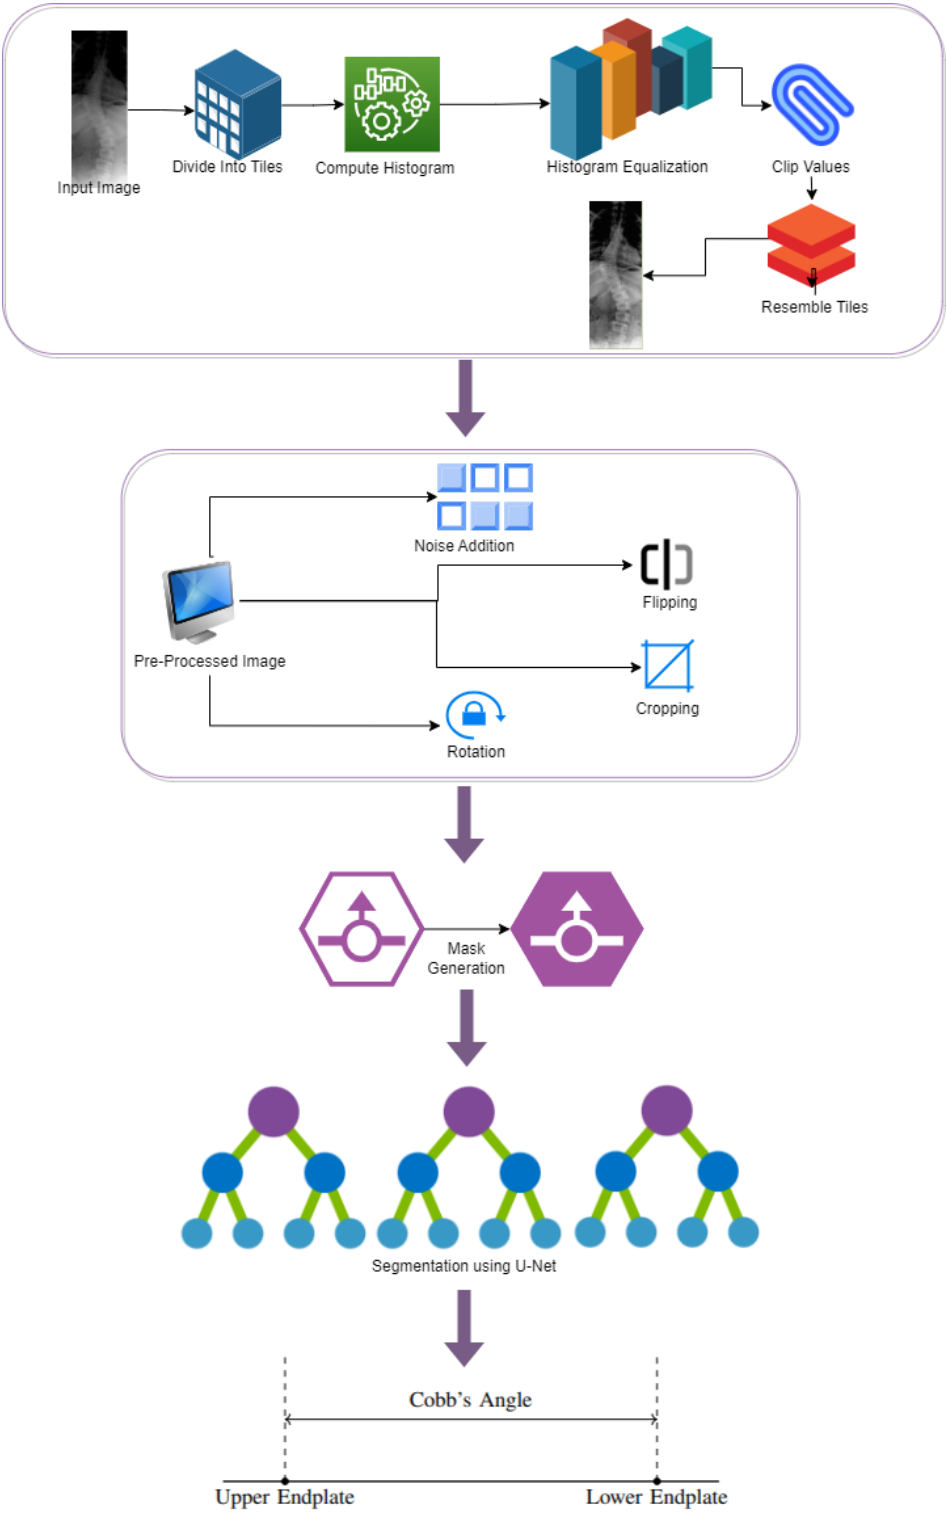 Input Image
Divide Into Tiles
Compute Histogram
Histogram Equalization
Clip Values
Resemble Tiles
Noise Addition
Flipping
Pre-Processed Image
Cropping
Rotation
Mask
Generation
Segmentation using U-Net
Cobb's Angle
Upper Endplate
Lower Endplate